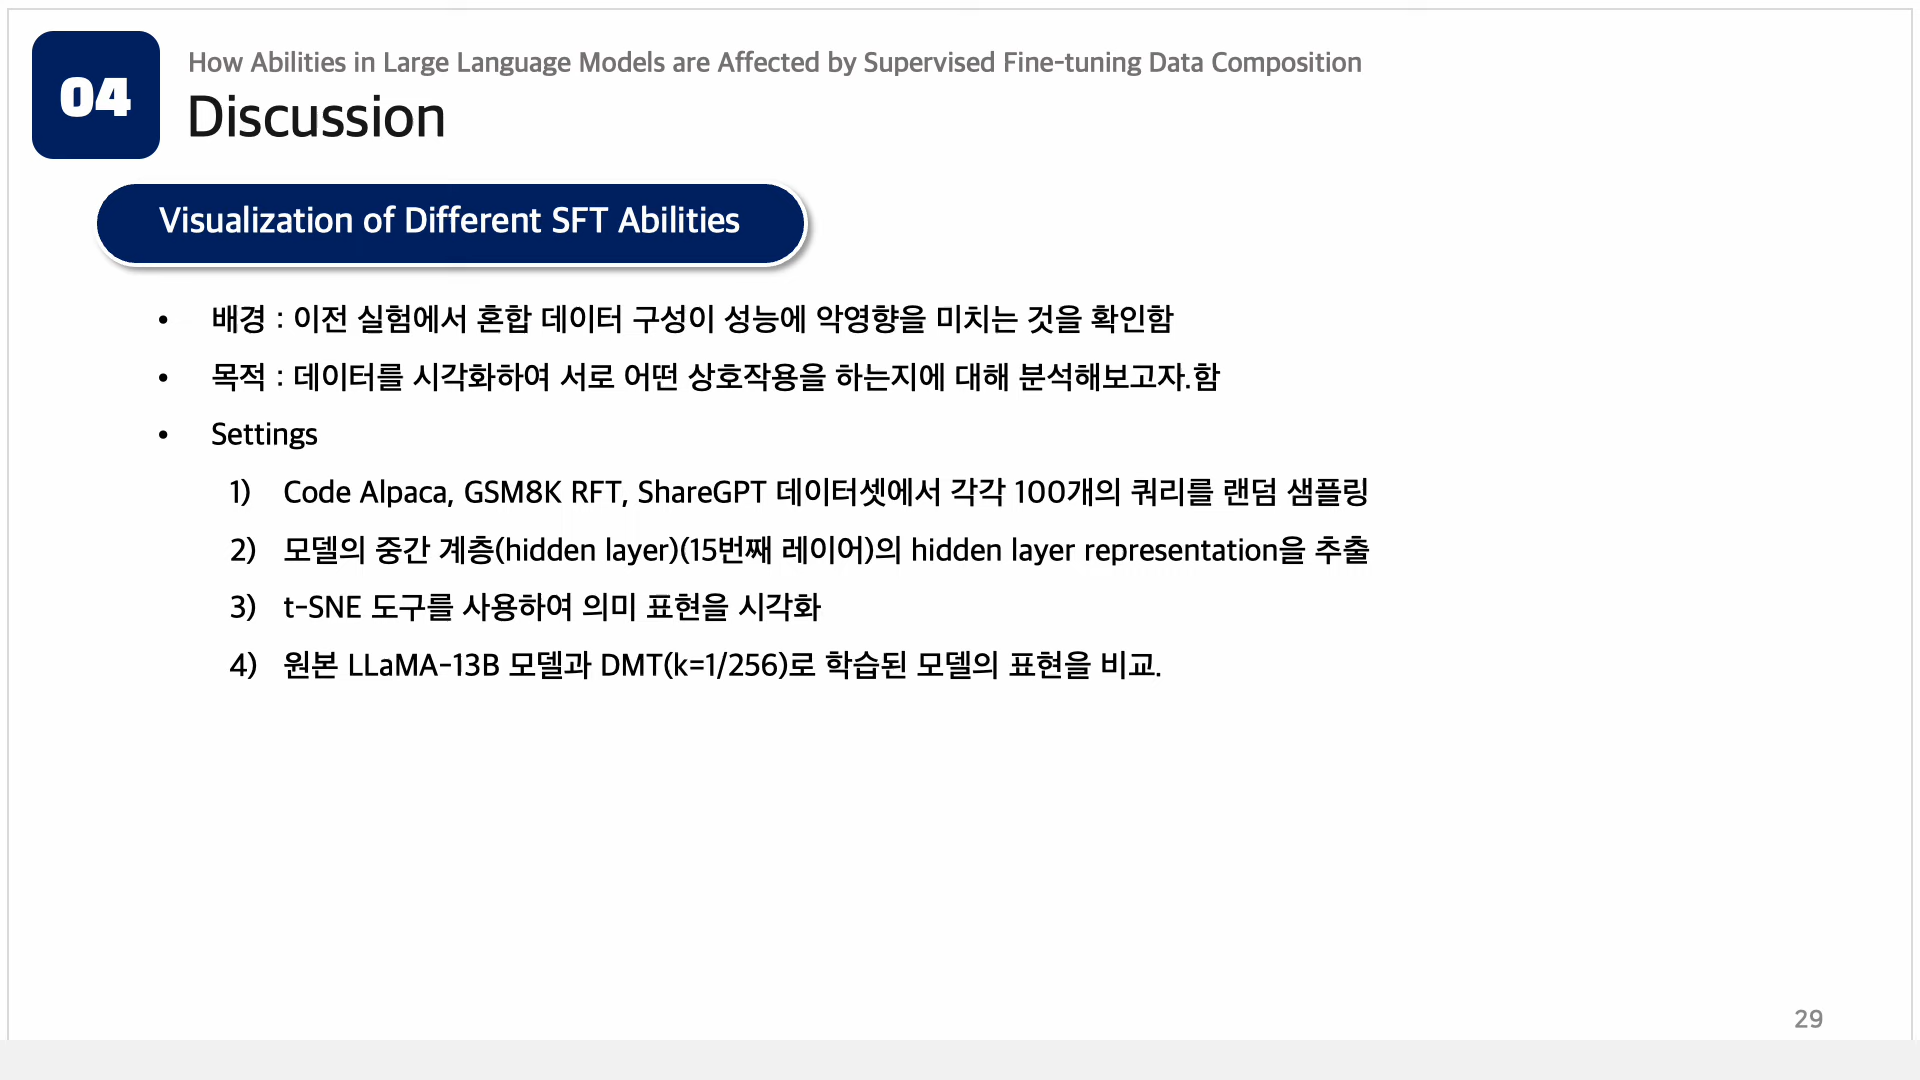 04
How Abilities in Large Language Models are Affected by Supervised Fine-tuning Data Composition
Discussion
Visualization of Different SFT Abilities
• 배경 : 이전 실험에서 혼합 데이터 구성이 성능에 악영향을 미치는 것을 확인함
• 목적 : 데이터를 시각화하여 서로 어떤 상호작용을 하는지에 대해 분석해보고자.함
• Settings
1) Code Alpaca, GSM8K RFT, ShareGPT 데이터셋에서 각각 100개의 쿼리를 랜덤 샘플링
2) 모델의 중간 계층(hidden layer)(15번째 레이어)의 hidden layer representation을 추출
3) t-SNE 도구를 사용하여 의미 표현을 시각화
4) 원본 LLaMA-13B 모델과 DMT(k=1/256)로 학습된 모델의 표현을 비교.
29